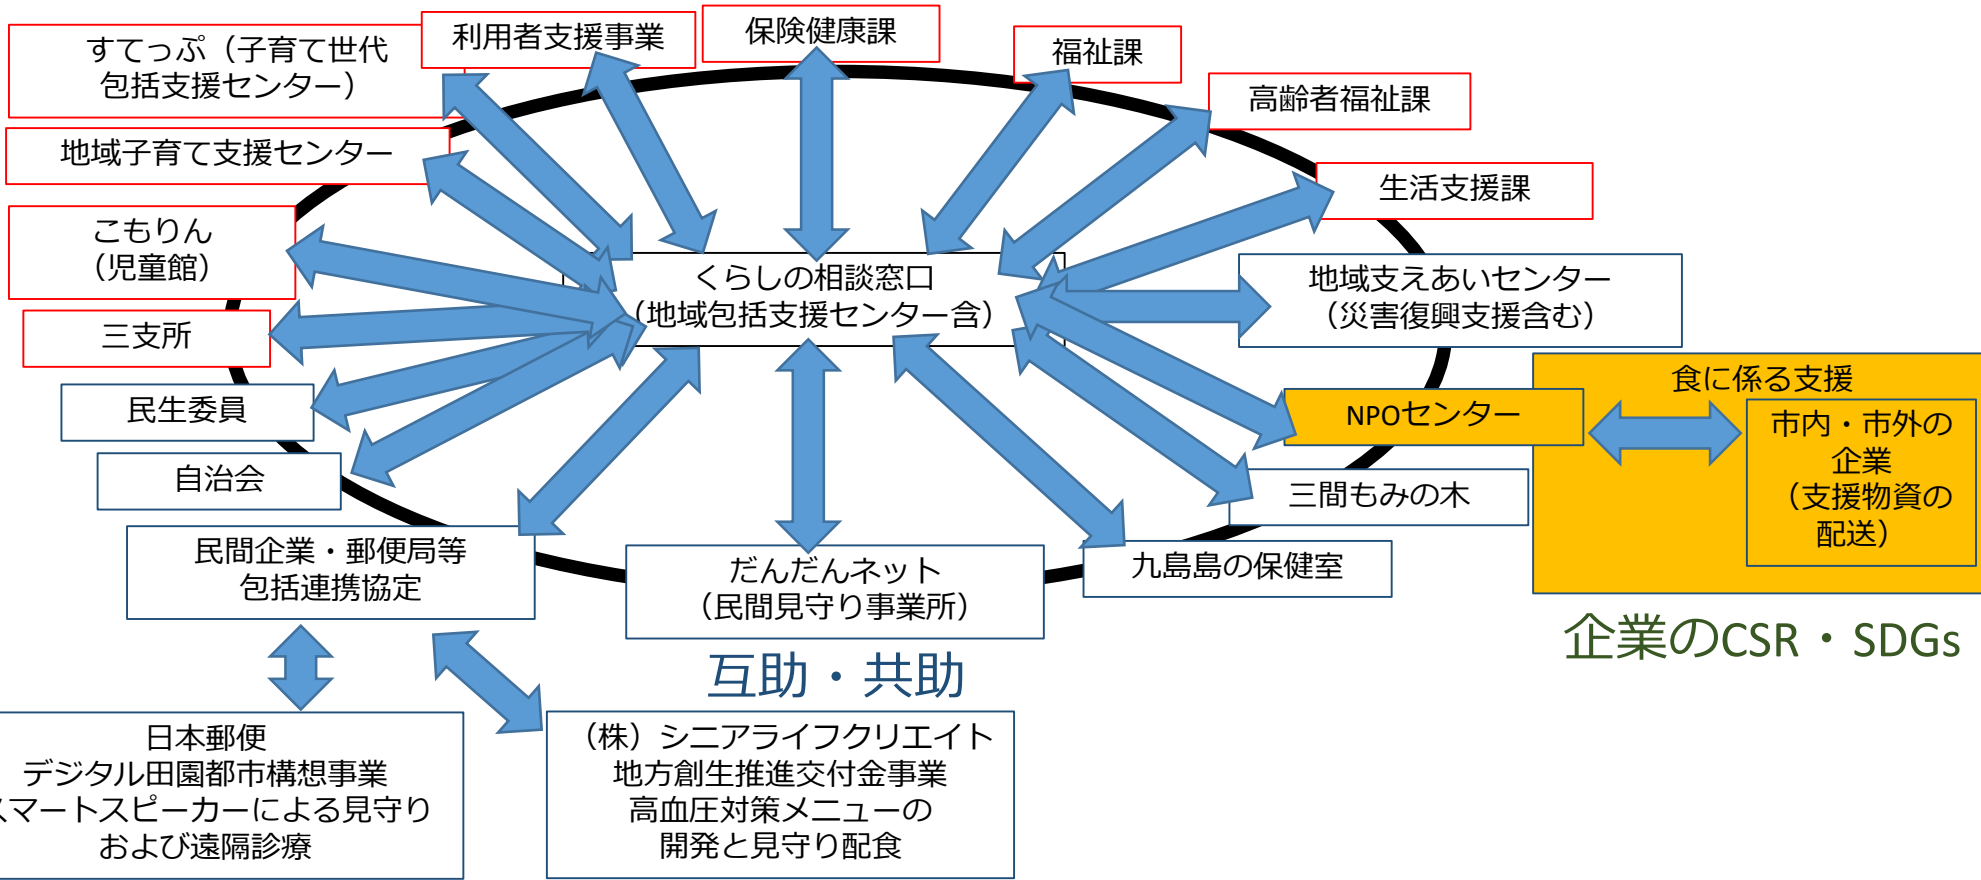 すてっぷ（子育て世代
包括支援センター）
利用者支援事業
保険健康課
福祉課
高齢者福祉課
地域子育て支援センター
生活支援課
こもりん
（児童館）
くらしの相談窓口
（地域包括支援センター含）
地域支えあいセンター
（災害復興支援含む）
三支所
民生委員
自治会
食に係る支援
NPOセンター
市内・市外の
企業
（支援物資の
配送）
三間もみの木
民間企業・郵便局等
包括連携協定
だんだんネット
（民間見守り事業所）
九島島の保健室
企業のCSR・SDGs
互助・共助
日本郵便
デジタル田園都市構想事業
スマートスピーカーによる見守り
および遠隔診療
（株）シニアライフクリエイト
地方創生推進交付金事業
高血圧対策メニューの
開発と見守り配食